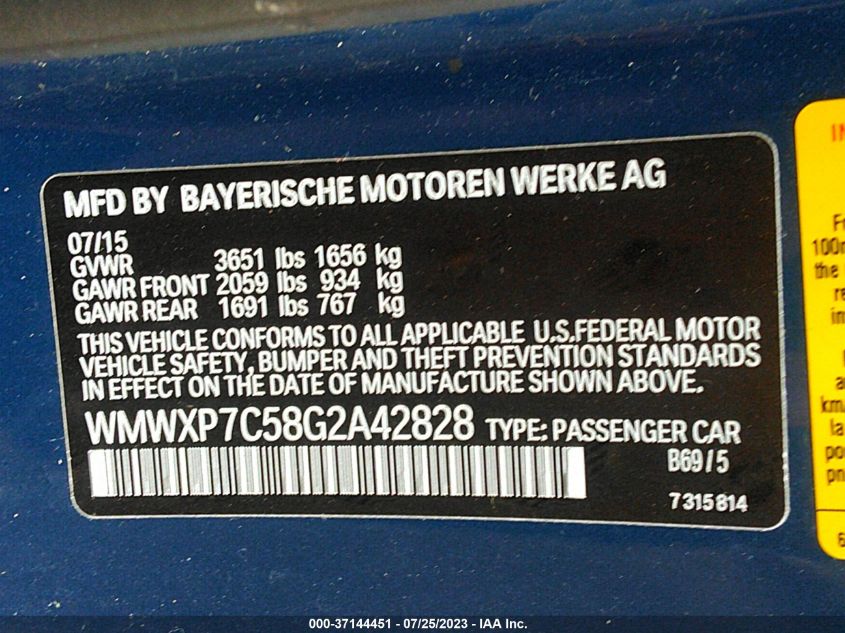 MFD BY BAYERISCHE MOTOREN WERKE AG
07/15
GVWR 3651 lbs 1656 kg
GAWR FRONT 2059 lbs 934 kg
GAWR REAR 1691 lbs 767 kg
THIS VEHICLE CONFORMS TO ALL APPLICABLE U.S.FEDERAL MOTOR
VEHICLE SAFETY, BUMPER AND THEFT PREVENTION STANDARDS
IN EFFECT ON THE DATE OF MANUFACTURE SHOWN ABOVE.
WMWXP7C58G2A42828 TYPE: PASSENGER CAR
B69/5
7315814
100
the
la
000-37144451 - 07/25/2023 - IAA Inc.